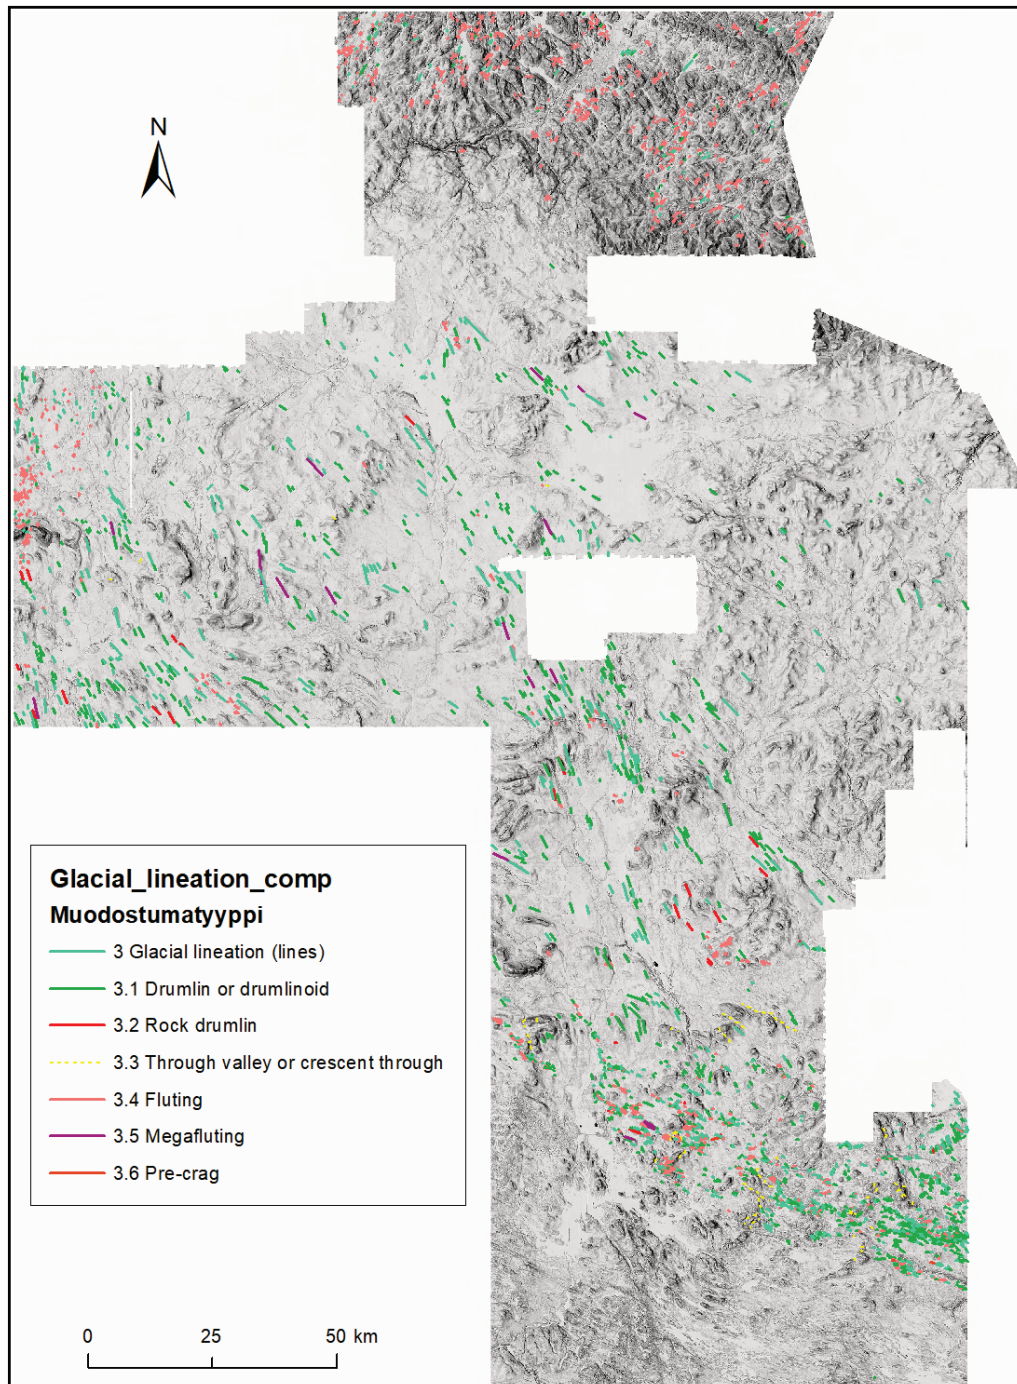 N
Glacial_lineation_comp
Muodostumatyyppi
3 Glacial lineation (lines)
3.1 Drumlin or drumlinoid
3.2 Rock drumlin
3.3 Through valley or crescent through
3.4 Fluting
3.5 Megafluting
3.6 Pre-crag
0 25 50 km